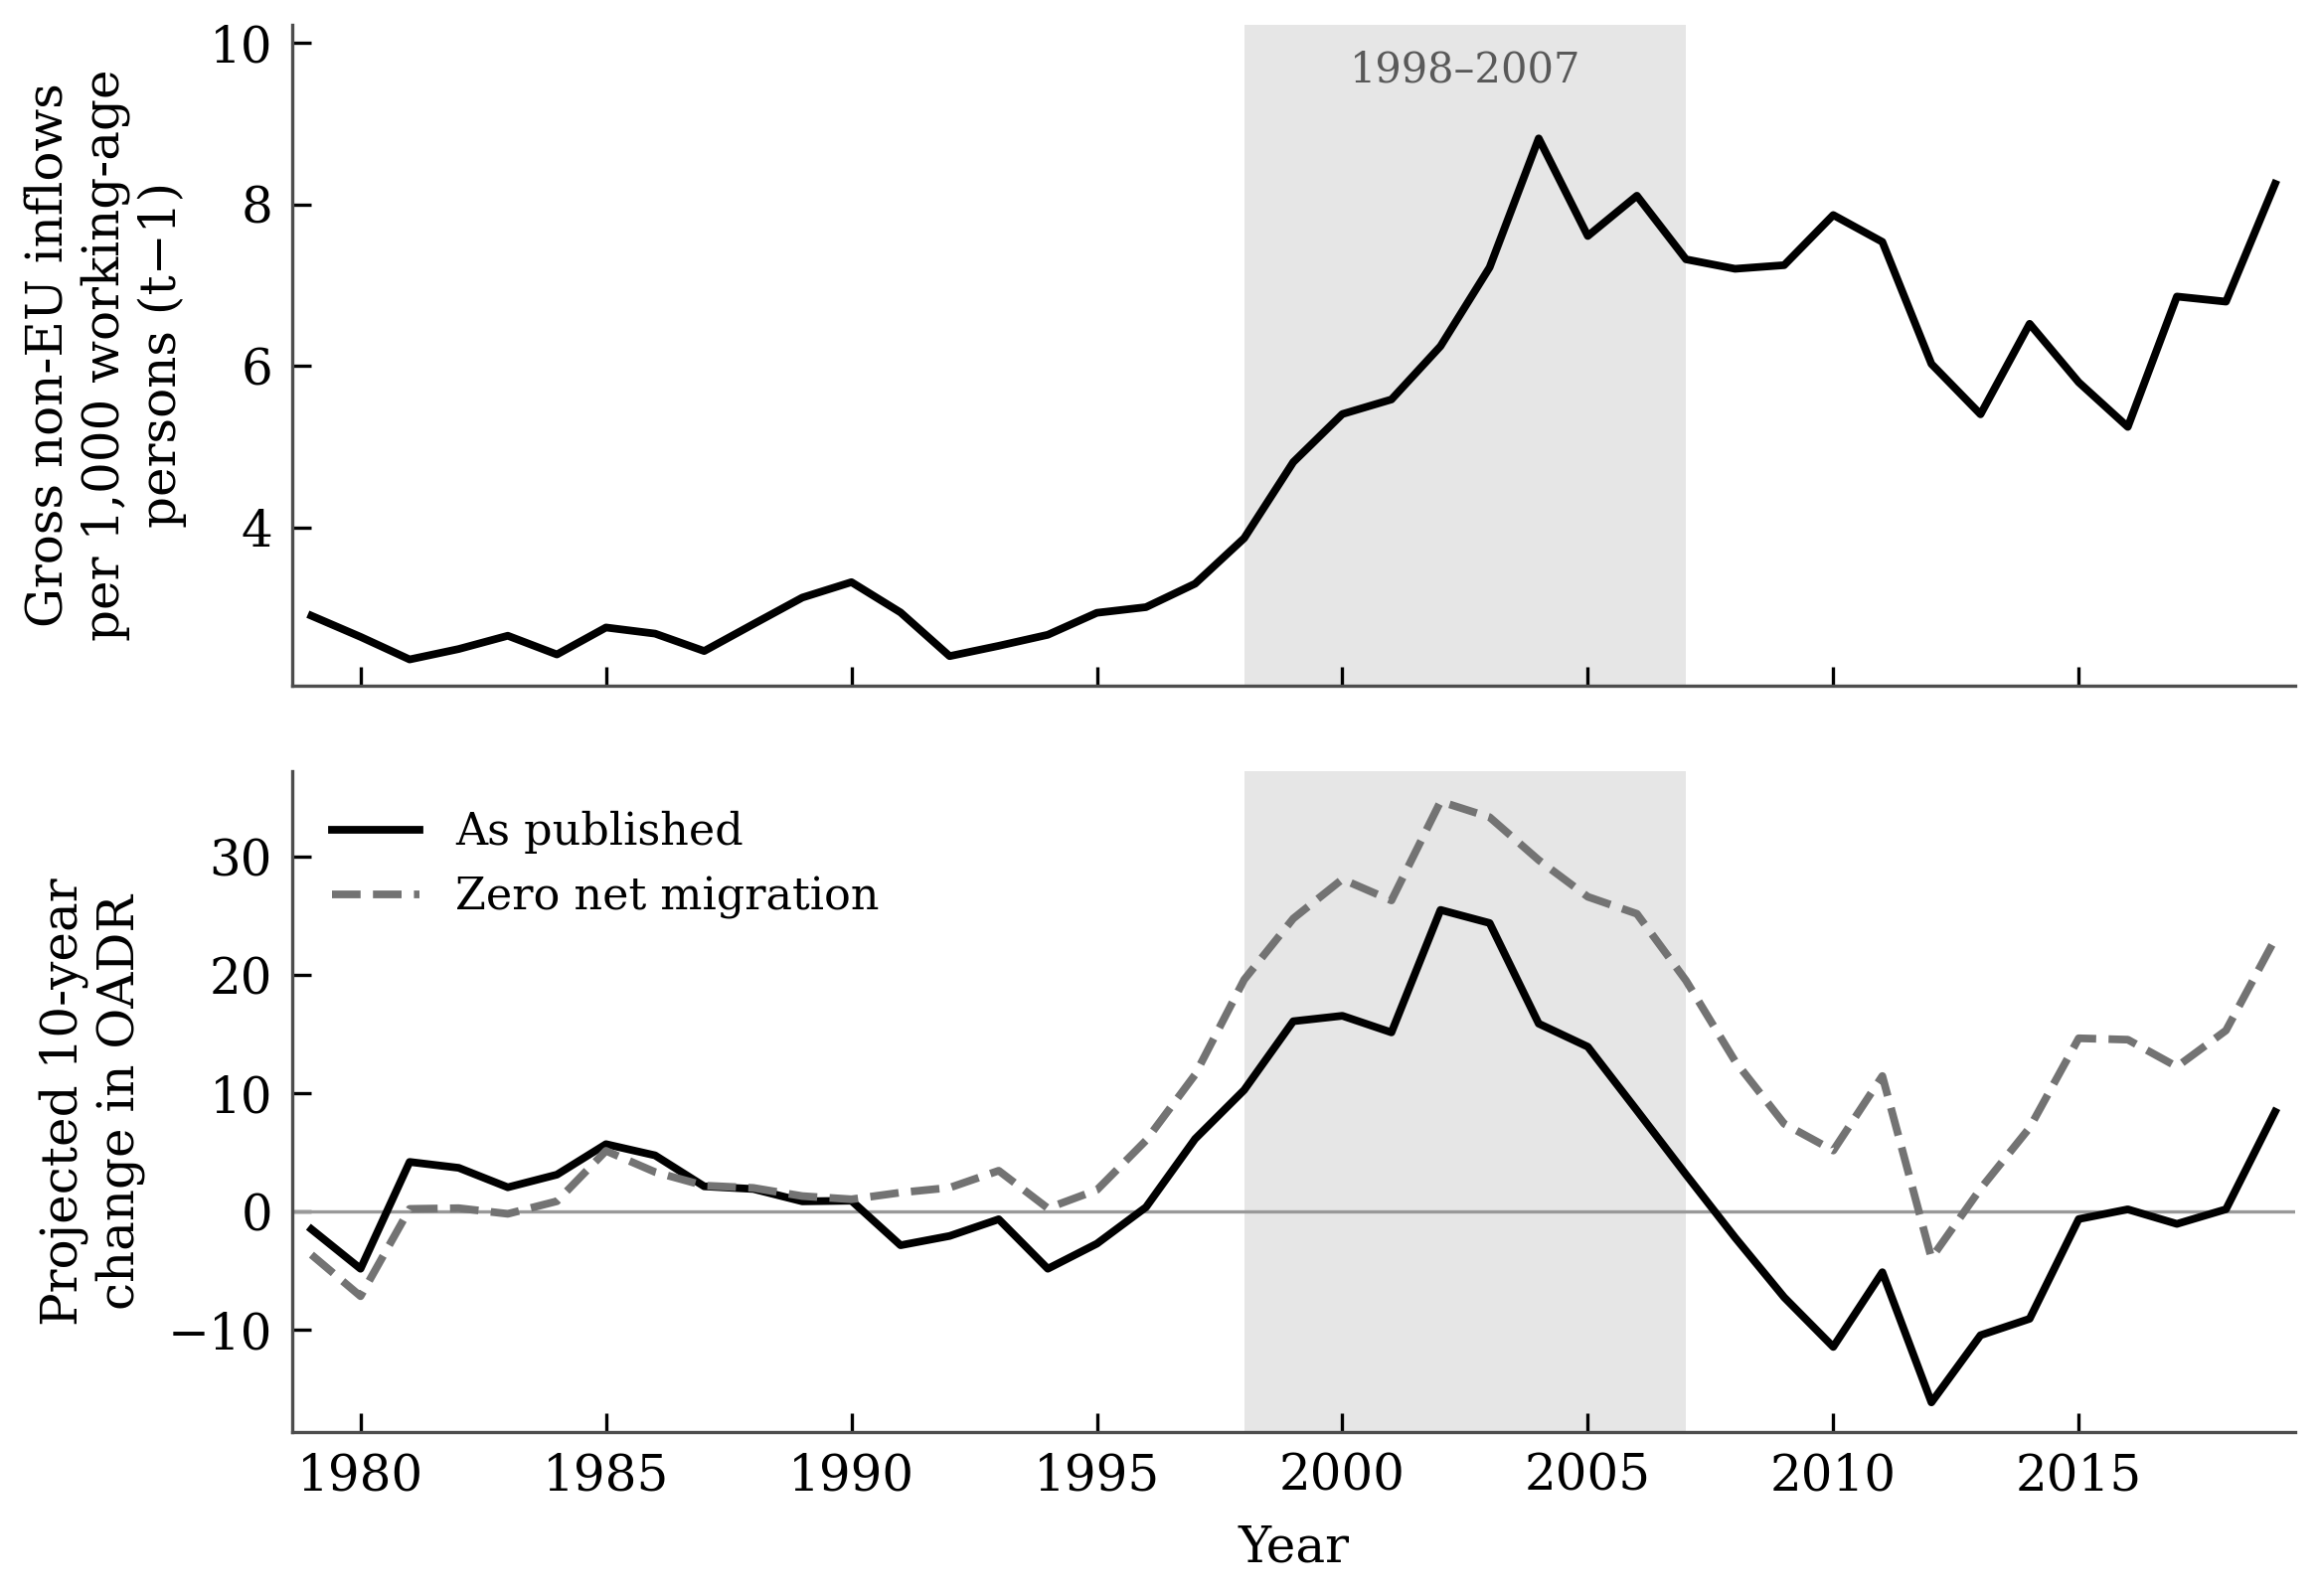 Gross non-EU inflows
per 1,000 working-age
persons (t−1)
10
8
6
4
1998–2007
Projected 10-year
change in OADR
30
20
10
0
−10
As published
Zero net migration
1980 1985 1990 1995 2000 2005 2010 2015
Year